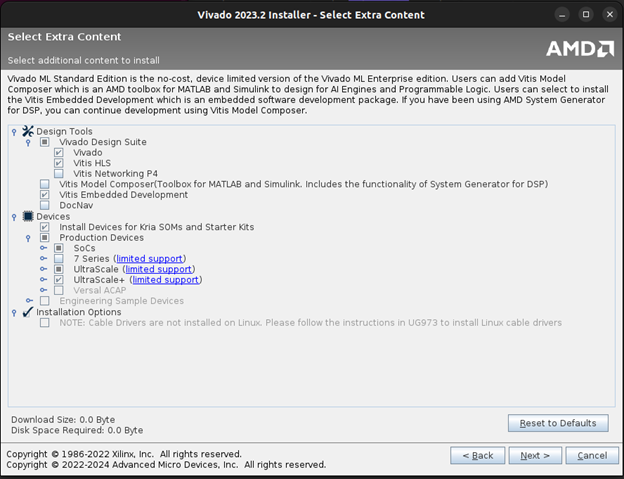 Vivado 2023.2 Installer - Select Extra Content
Select Extra Content
Select additional content to install
AMD
Vivado ML Standard Edition is the no-cost, device limited version of the Vivado ML Enterprise edition. Users can add Vitis Model
Composer which is an AMD toolbox for MATLAB and Simulink to design for AI Engines and Programmable Logic. Users can select to install
the Vitis Embedded Development which is an embedded software development package. If you have been using AMD System Generator
for DSP, you can continue development using Vitis Model Composer.
Design Tools
Vivado Design Suite
Vivado
Vitis HLS
Vitis Networking P4
Vitis Model Composer(Toolbox for MATLAB and Simulink. Includes the functionality of System Generator for DSP)
Vitis Embedded Development
DocNav
Devices
Install Devices for Kria SOMs and Starter Kits
Production Devices
SoCs
7 Series (limited support)
UltraScale (limited support)
UltraScale+ (limited support)
Versal ACAP
Engineering Sample Devices
Installation Options
NOTE: Cable Drivers are not installed on Linux. Please follow the instructions in UG973 to install Linux cable drivers
Download Size: 0.0 Byte
Disk Space Required: 0.0 Byte
Reset to Defaults
Copyright © 1986-2022 Xilinx, Inc. All rights reserved.
Copyright © 2022-2024 Advanced Micro Devices, Inc. All rights reserved.
< Back
Next >
Cancel